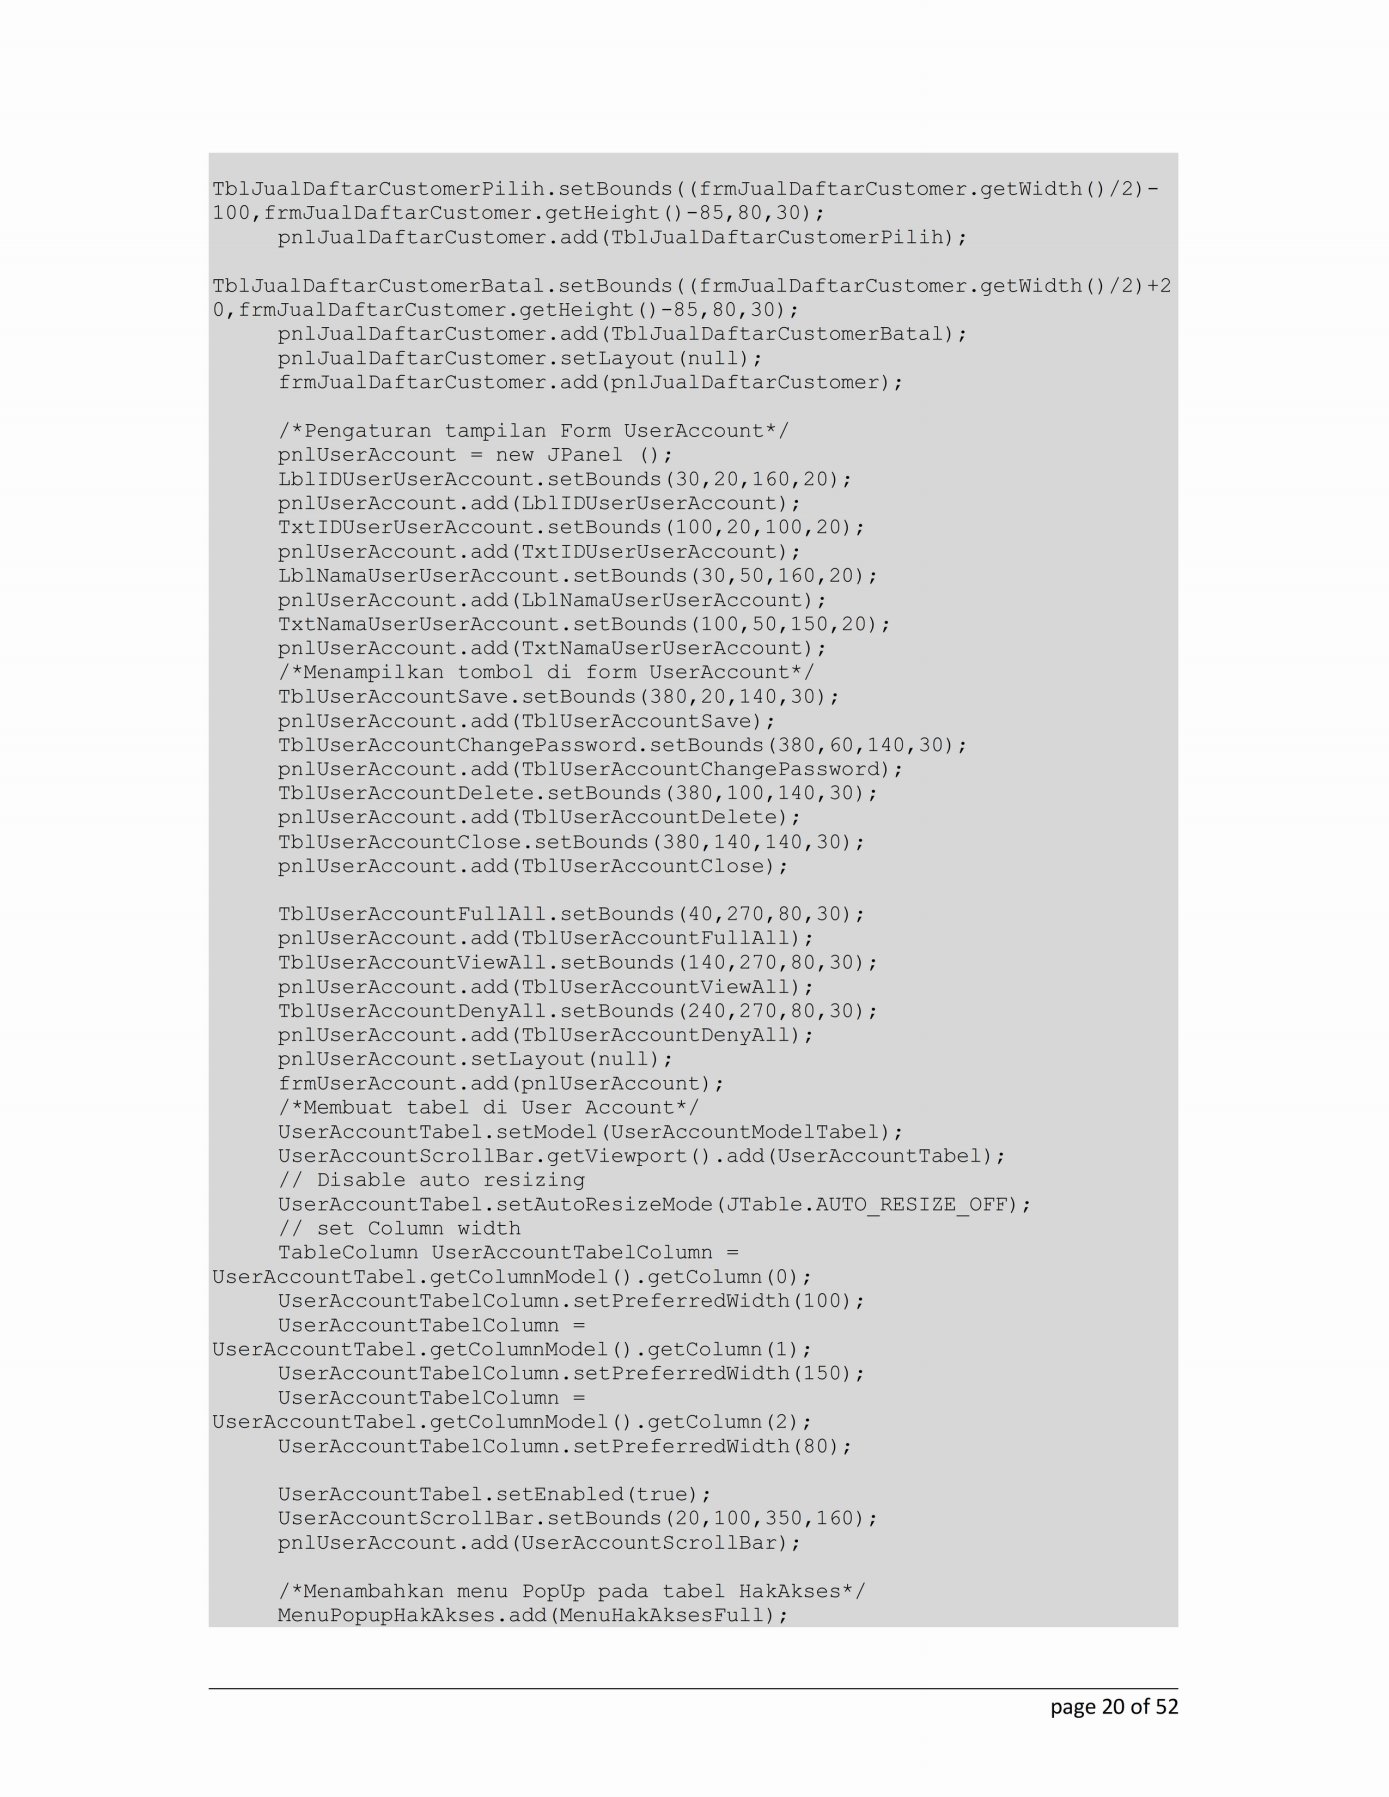 TblJualDaftarCustomerPilih.setBounds((frmJualDaftarCustomer.getWidth()/2)-
100,frmJualDaftarCustomer.getHeight()-85,80,30);
pnlJualDaftarCustomer.add(TblJualDaftarCustomerPilih);
TblJualDaftarCustomerBatal.setBounds((frmJualDaftarCustomer.getWidth()/2)+2
0,frmJualDaftarCustomer.getHeight()-85,80,30);
pnlJualDaftarCustomer.add(TblJualDaftarCustomerBatal);
pnlJualDaftarCustomer.setLayout(null);
frmJualDaftarCustomer.add(pnlJualDaftarCustomer);
/*Pengaturan tampilan Form UserAccount*/
pnlUserAccount = new JPanel ();
LblIDUserUserAccount.setBounds(30,20,160,20);
pnlUserAccount.add(LblIDUserUserAccount);
TxtIDUserUserAccount.setBounds(100,20,100,20);
pnlUserAccount.add(TxtIDUserUserAccount);
LblNamaUserUserAccount.setBounds(30,50,160,20);
pnlUserAccount.add(LblNamaUserUserAccount);
TxtNamaUserUserAccount.setBounds(100,50,150,20);
pnlUserAccount.add(TxtNamaUserUserAccount);
/*Menampilkan tombol di form UserAccount*/
TblUserAccountSave.setBounds(380,20,140,30);
pnlUserAccount.add(TblUserAccountSave);
TblUserAccountChangePassword.setBounds(380,60,140,30);
pnlUserAccount.add(TblUserAccountChangePassword);
TblUserAccountDelete.setBounds(380,100,140,30);
pnlUserAccount.add(TblUserAccountDelete);
TblUserAccountClose.setBounds(380,140,140,30);
pnlUserAccount.add(TblUserAccountClose);
TblUserAccountFullAll.setBounds(40,270,80,30);
pnlUserAccount.add(TblUserAccountFullAll);
TblUserAccountViewAll.setBounds(140,270,80,30);
pnlUserAccount.add(TblUserAccountViewAll);
TblUserAccountDenyAll.setBounds(240,270,80,30);
pnlUserAccount.add(TblUserAccountDenyAll);
pnlUserAccount.setLayout(null);
frmUserAccount.add(pnlUserAccount);
/*Membuat tabel di User Account*/
UserAccountTabel.setModel(UserAccountModelTabel);
UserAccountScrollBar.getViewport().add(UserAccountTabel);
// Disable auto resizing
UserAccountTabel.setAutoResizeMode(JTable.AUTO_RESIZE_OFF);
// set Column width
TableColumn UserAccountTabelColumn =
UserAccountTabel.getColumnModel().getColumn(0);
UserAccountTabelColumn.setPreferredWidth(100);
UserAccountTabelColumn =
UserAccountTabel.getColumnModel().getColumn(1);
UserAccountTabelColumn.setPreferredWidth(150);
UserAccountTabelColumn =
UserAccountTabel.getColumnModel().getColumn(2);
UserAccountTabelColumn.setPreferredWidth(80);
UserAccountTabel.setEnabled(true);
UserAccountScrollBar.setBounds(20,100,350,160);
pnlUserAccount.add(UserAccountScrollBar);
/*Menambahkan menu PopUp pada tabel HakAkses*/
MenuPopupHakAkses.add(MenuHakAksesFull);
page 20 of 52